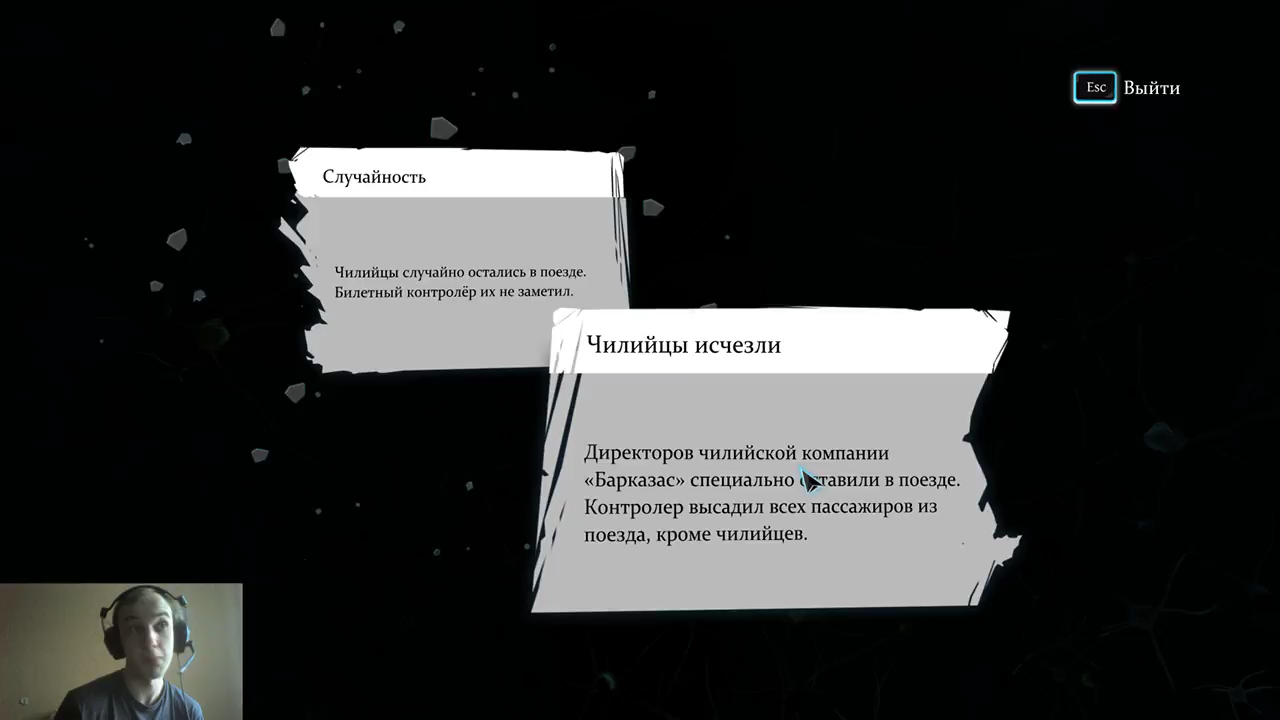 Esc Выйти
Случайность
Чилийцы случайно остались в поезде.
Билетный контролёр их не заметил.
Чилийцы исчезли
Директоров чилийской компании
«Барказас» специально оставили в поезде.
Контролер высадил всех пассажиров из
поезда, кроме чилийцев.